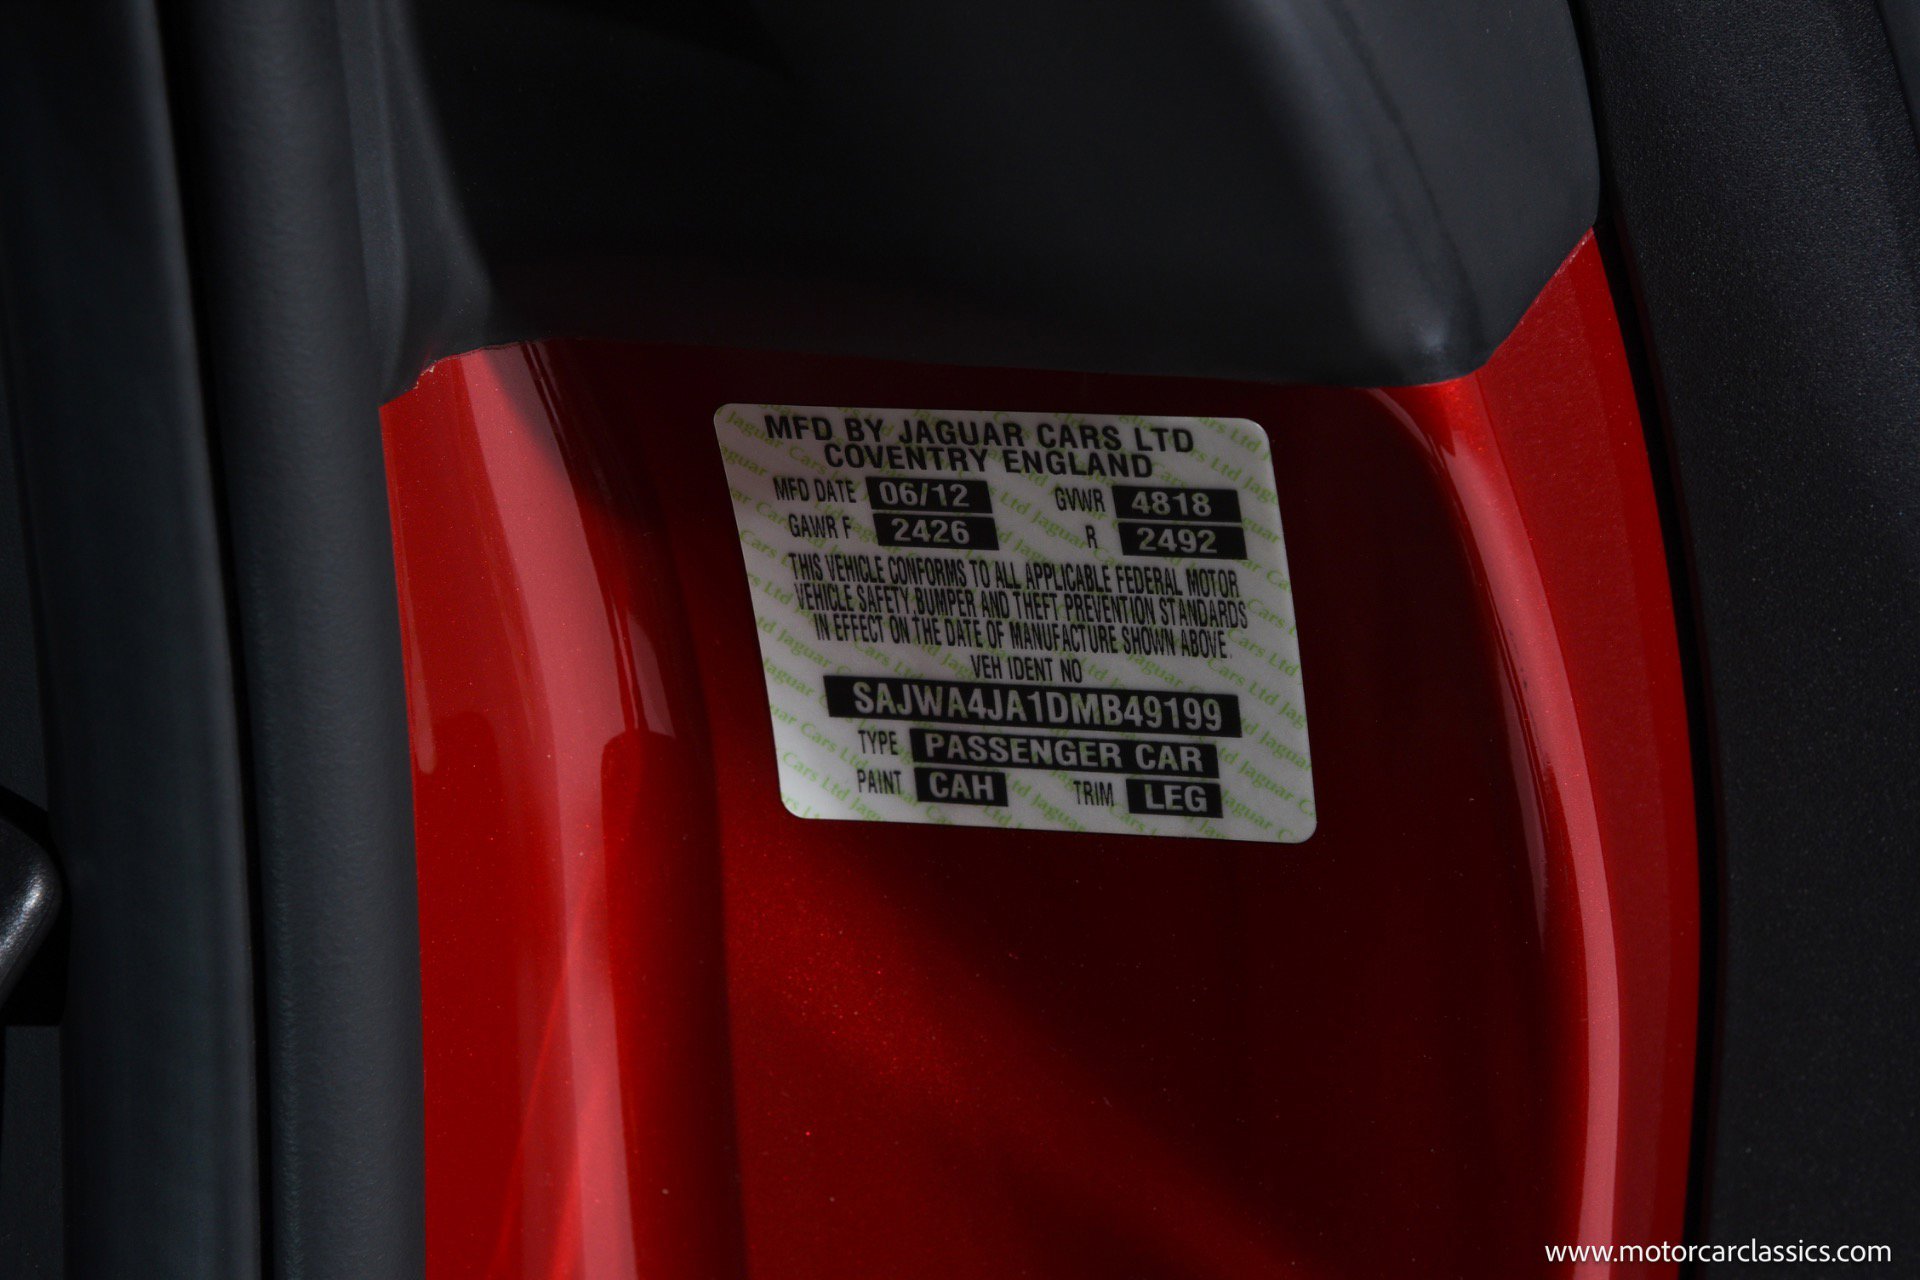 MFD BY JAGUAR CARS LTD
COVENTRY ENGLAND
MFD DATE 06/12 GVWR 4818
GAWR F 2426 R 2492
THIS VEHICLE CONFORMS TO ALL APPLICABLE FEDERAL MOTOR
VEHICLE SAFETY, BUMPER AND THEFT PREVENTION STANDARDS
IN EFFECT ON THE DATE OF MANUFACTURE SHOWN ABOVE.
VEH IDENT NO
SAJWA4JA1DMB49199
TYPE PASSENGER CAR
PAINT CAH TRIM LEG
www.motorcarclassics.com